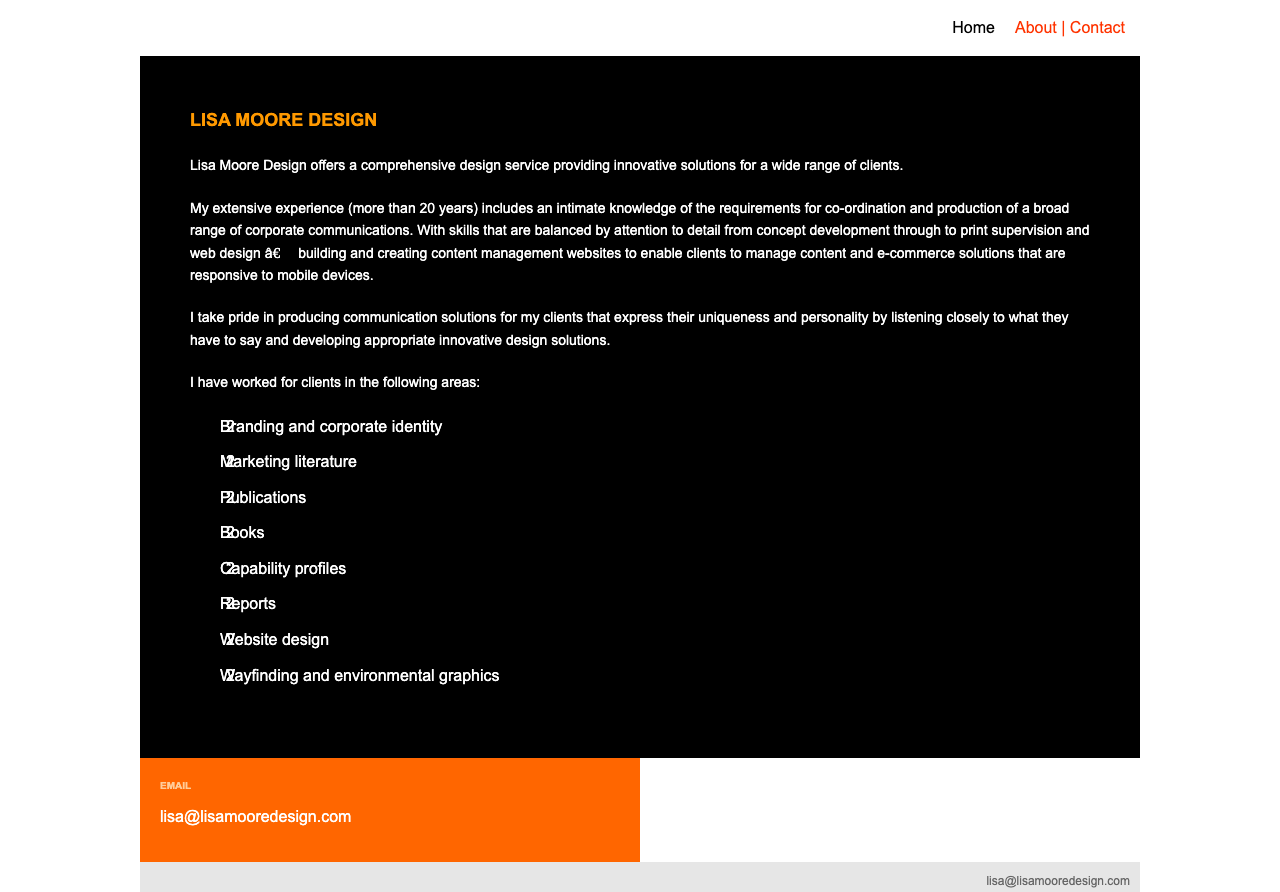 Home About | Contact
LISA MOORE DESIGN
Lisa Moore Design offers a comprehensive design service providing innovative solutions for a wide range of clients.
My extensive experience (more than 20 years) includes an intimate knowledge of the requirements for co-ordination and production of a broad
range of corporate communications. With skills that are balanced by attention to detail from concept development through to print supervision and
web design â€ building and creating content management websites to enable clients to manage content and e-commerce solutions that are
responsive to mobile devices.
I take pride in producing communication solutions for my clients that express their uniqueness and personality by listening closely to what they
have to say and developing appropriate innovative design solutions.
I have worked for clients in the following areas:
Branding and corporate identity
Marketing literature
Publications
Books
Capability profiles
Reports
Website design
Wayfinding and environmental graphics
EMAIL
lisa@lisamooredesign.com
lisa@lisamooredesign.com